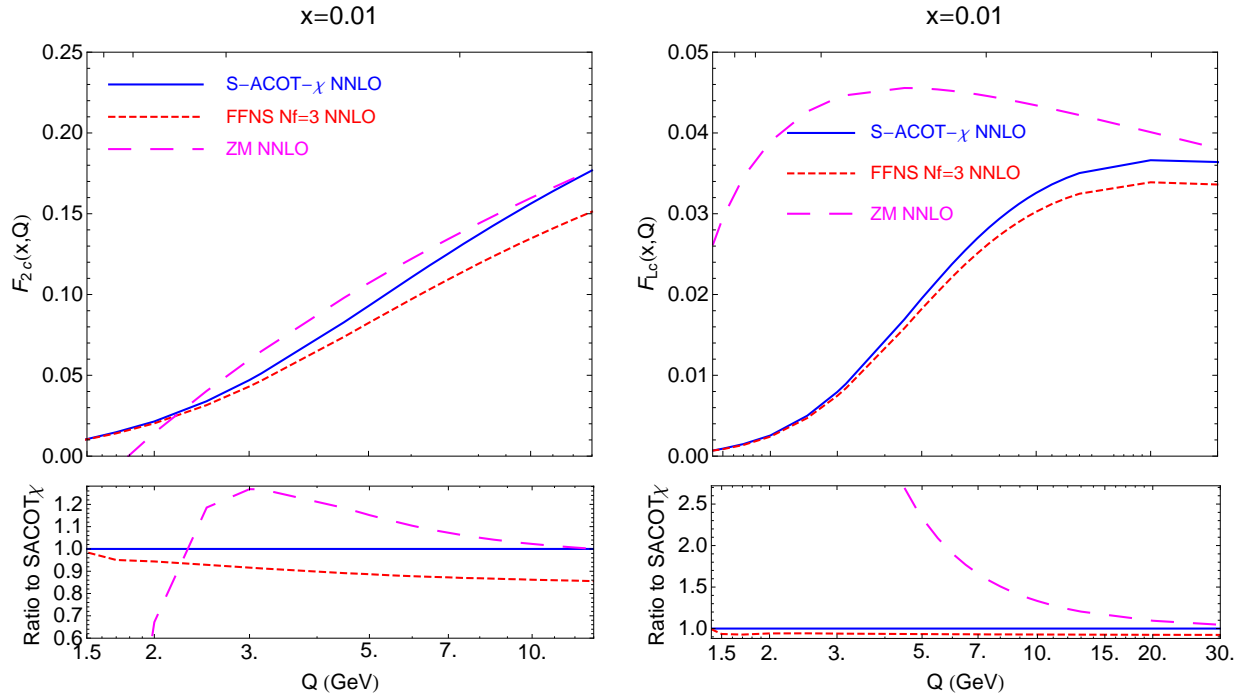 x=0.01
0.25
0.20
0.15
0.10
0.05
0.00
F2c(x,Q)
S-ACOT-χ NNLO
FFNS Nf=3 NNLO
ZM NNLO
1.2
1.1
1.0
0.9
0.8
0.7
0.6
Ratio to SACOTχ
1.5 2. 3. 5. 7. 10.
Q (GeV)
x=0.01
0.05
0.04
0.03
0.02
0.01
0.00
FLc(x,Q)
S-ACOT-χ NNLO
FFNS Nf=3 NNLO
ZM NNLO
2.5
2.0
1.5
1.0
Ratio to SACOTχ
1.5 2. 3. 5. 7. 10. 15. 20. 30.
Q (GeV)